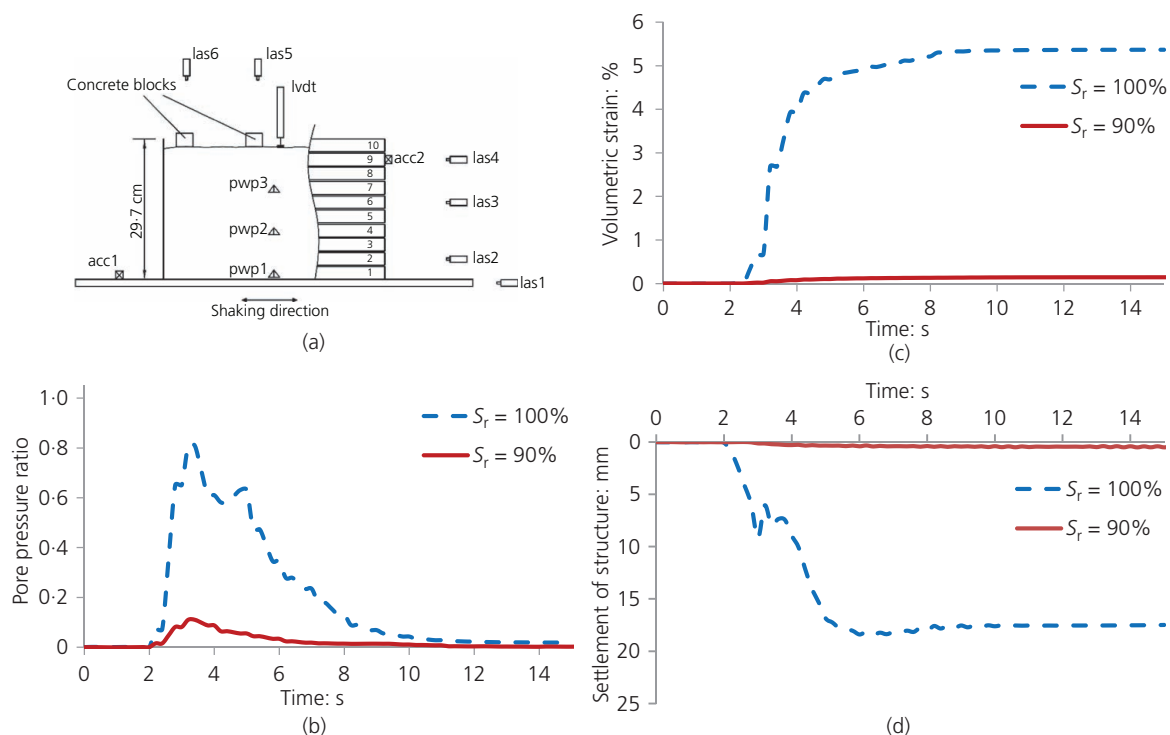 las6
las5
Concrete blocks
lvdt
10
9
8
7
6
5
4
3
2
1
acc2
las4
pwp3
las3
29·7 cm
pwp2
acc1
pwp1
las2
las1
Shaking direction
(a)
Pore pressure ratio
1·0
0·8
0·6
0·4
0·2
0
Sr = 100%
Sr = 90%
0 2 4 6 8 10 12 14
Time: s
(b)
Volumetric strain: %
6
5
4
3
2
1
0
Sr = 100%
Sr = 90%
0 2 4 6 8 10 12 14
Time: s
(c)
Time: s
0 2 4 6 8 10 12 14
Settlement of structure: mm
0
5
10
15
20
25
Sr = 100%
Sr = 90%
(d)